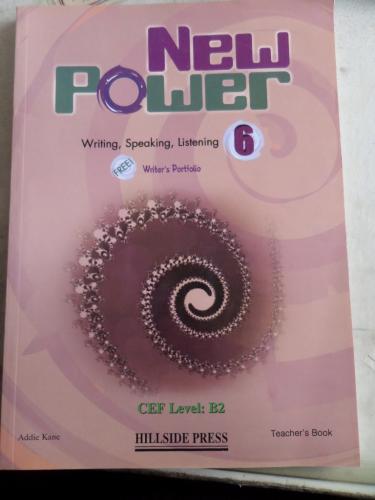 New
Power
Writing, Speaking, Listening 6
FREE! Writer's Portfolio
CEF Level: B2
Addie Kane
HILLSIDE PRESS
Teacher's Book